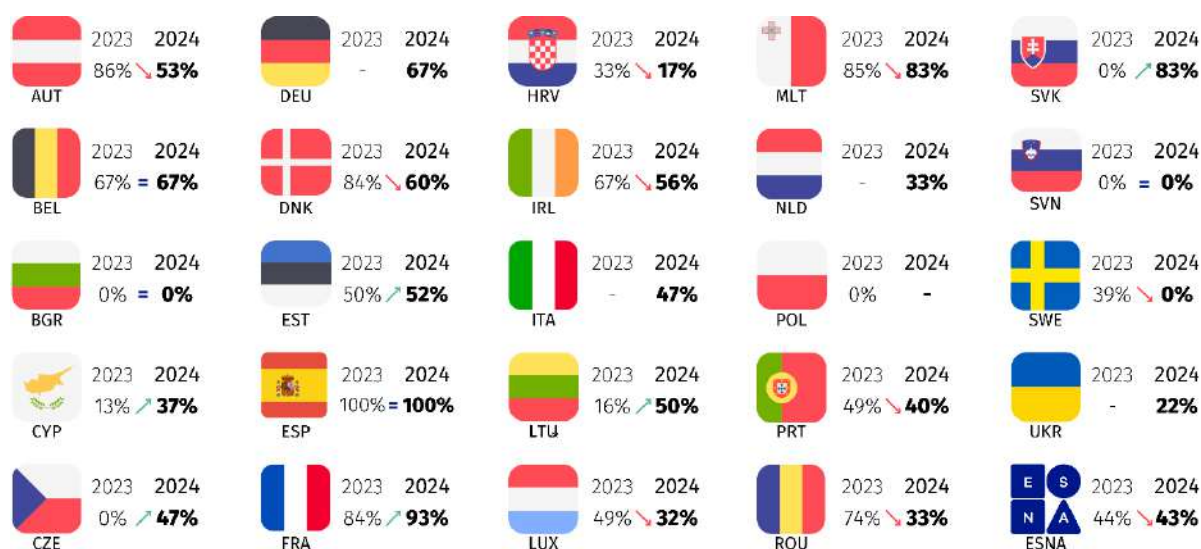 2023 2024
86% ↘ 53%
AUT
2023 2024
- 67%
DEU
2023 2024
33% ↘ 17%
HRV
2023 2024
85% ↘ 83%
MLT
2023 2024
0% ↗ 83%
SVK
2023 2024
67% = 67%
BEL
2023 2024
84% ↘ 60%
DNK
2023 2024
67% ↘ 56%
IRL
2023 2024
- 33%
NLD
2023 2024
0% = 0%
SVN
2023 2024
0% = 0%
BGR
2023 2024
50% ↗ 52%
EST
2023 2024
- 47%
ITA
2023 2024
0% -
POL
2023 2024
39% ↘ 0%
SWE
2023 2024
13% ↗ 37%
CYP
2023 2024
100% = 100%
ESP
2023 2024
16% ↗ 50%
LTU
2023 2024
49% ↘ 40%
PRT
2023 2024
- 22%
UKR
2023 2024
0% ↗ 47%
CZE
2023 2024
84% ↗ 93%
FRA
2023 2024
49% ↘ 32%
LUX
2023 2024
74% ↘ 33%
ROU
E S
N A
2023 2024
44% ↘ 43%
ESNA